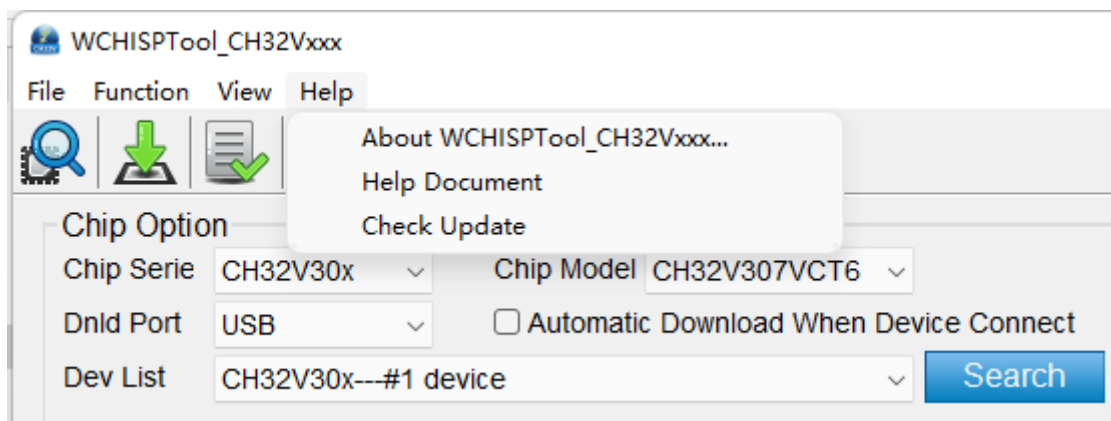 WCHISPTool_CH32Vxxx
File Function View Help
About WCHISPTool_CH32Vxxx...
Help Document
Check Update
Chip Option
Chip Serie CH32V30x Chip Model CH32V307VCT6
Dnld Port USB Automatic Download When Device Connect
Dev List CH32V30x---#1 device Search